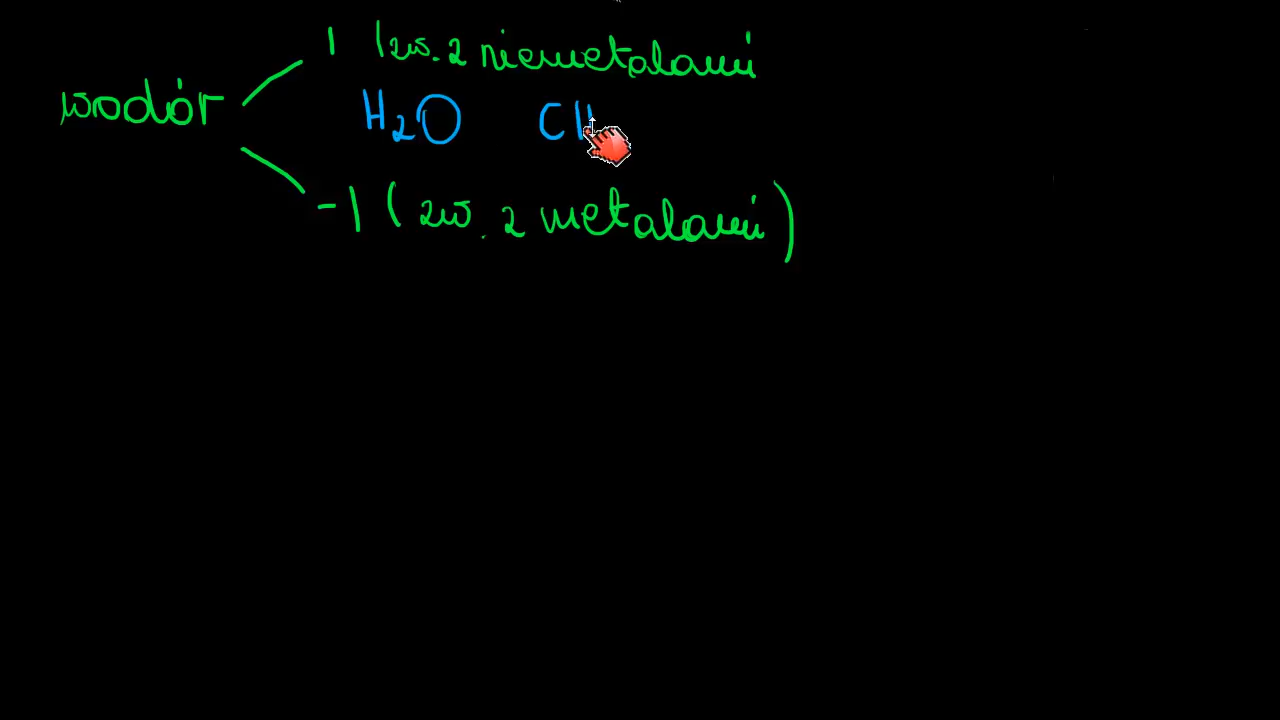 1 (zw. z niemetalami
wodór
H₂O CH
-1 (zw. z metalami)